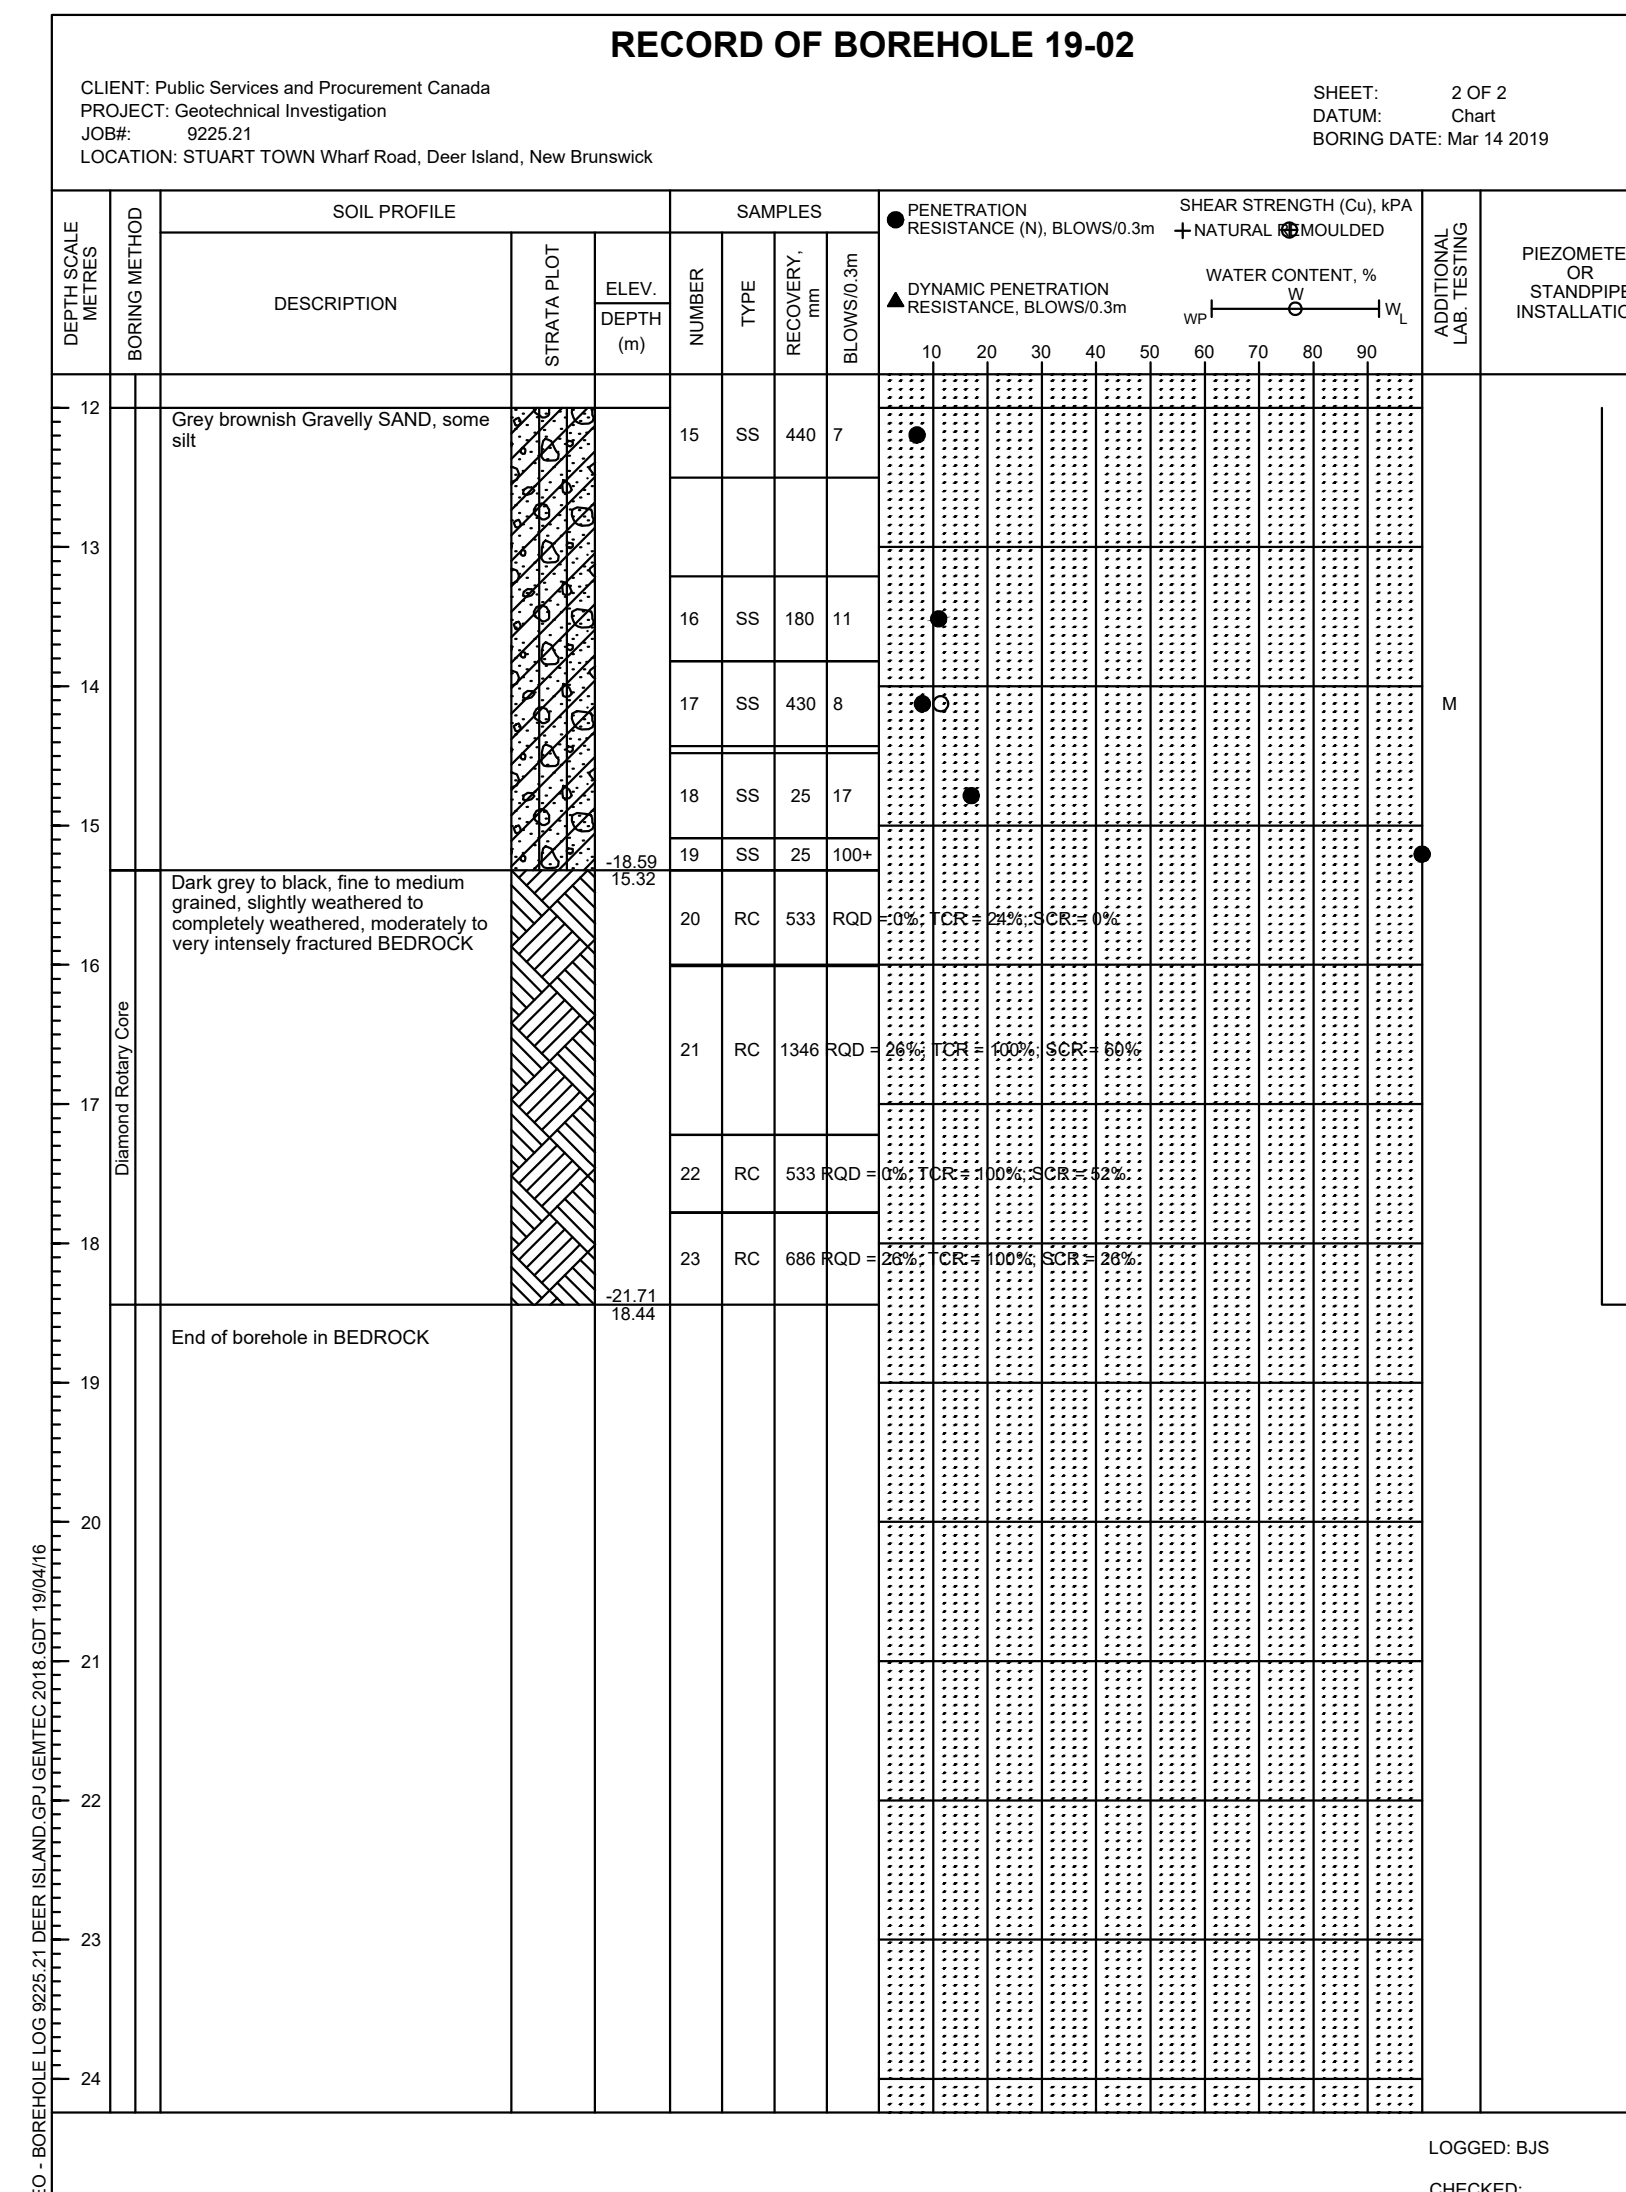 RECORD OF BOREHOLE 19-02
CLIENT: Public Services and Procurement Canada
PROJECT: Geotechnical Investigation
JOB#: 9225.21
LOCATION: STUART TOWN Wharf Road, Deer Island, New Brunswick
SHEET: 2 OF 2
DATUM: Chart
BORING DATE: Mar 14 2019
DEPTH SCALE
METRES
BORING METHOD
SOIL PROFILE
DESCRIPTION
STRATA PLOT
ELEV.
DEPTH
(m)
SAMPLES
NUMBER
TYPE
RECOVERY,
mm
BLOWS/0.3m
PENETRATION
RESISTANCE (N), BLOWS/0.3m
SHEAR STRENGTH (Cu), kPA
NATURAL REMOULDED
DYNAMIC PENETRATION
RESISTANCE, BLOWS/0.3m
WATER CONTENT, %
W
WP
WL
10 20 30 40 50 60 70 80 90
ADDITIONAL
LAB. TESTING
PIEZOMETE
OR
STANDPIPE
INSTALLATIO
12
Grey brownish Gravelly SAND, some
silt
15 SS 440 7
13
16 SS 180 11
14
17 SS 430 8 M
18 SS 25 17
15
19 SS 25 100+
-18.59
15.32
Dark grey to black, fine to medium
grained, slightly weathered to
completely weathered, moderately to
very intensely fractured BEDROCK
20 RC 533 RQD = 0%, TCR = 24%; SCR = 0%
16
Diamond Rotary Core
21 RC 1346 RQD = 26%; TCR = 100%; SCR = 60%
17
22 RC 533 RQD = 0%, TCR = 100%; SCR = 52%
18
23 RC 686 RQD = 26%; TCR = 100%; SCR = 26%
-21.71
18.44
End of borehole in BEDROCK
19
20
21
22
23
24
EO - BOREHOLE LOG 9225.21 DEER ISLAND.GPJ GEMTEC 2018.GDT 19/04/16
LOGGED: BJS
CHECKED: